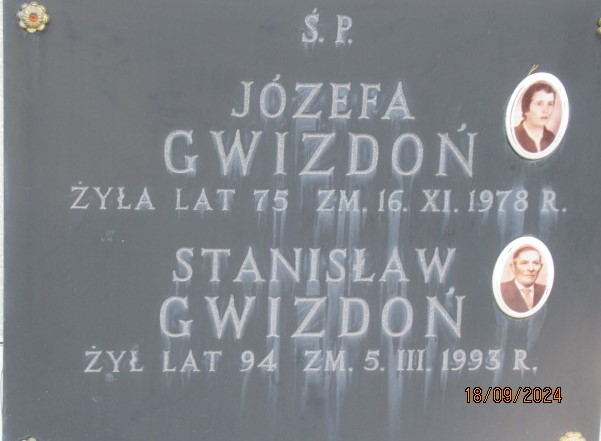 Ś. P.
JÓZEFA
GWIZDOŃ
ŻYŁA LAT 75 ZM. 16. XI. 1978 R.
STANISŁAW
GWIZDOŃ
ŻYŁ LAT 94 ZM. 5. III. 1993 R.
18/09/2024